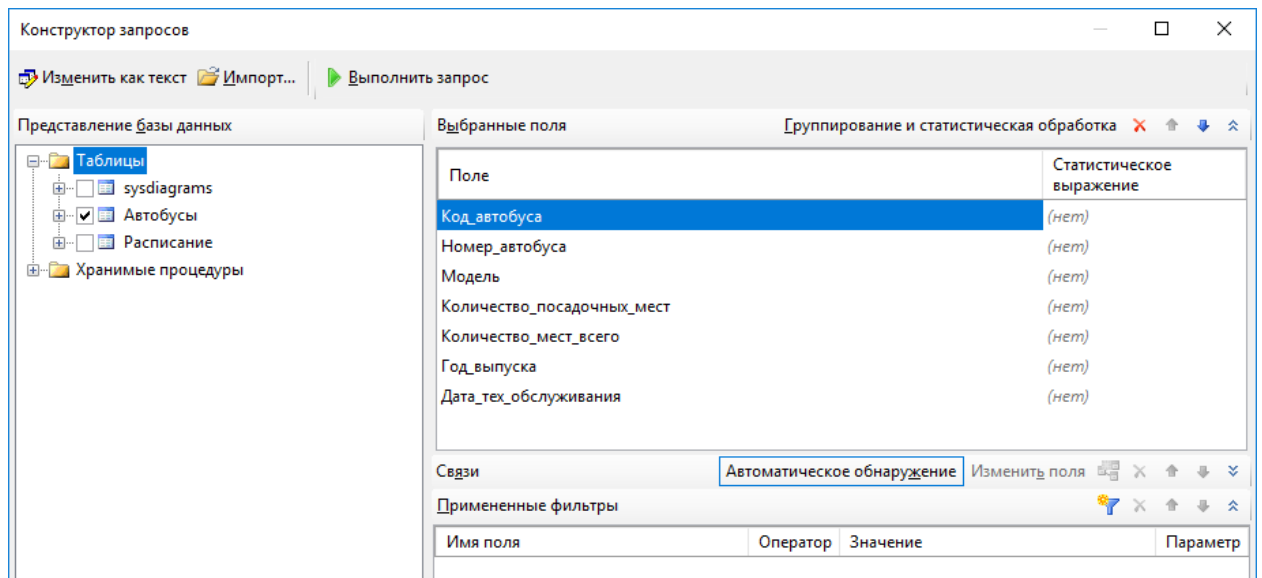 Конструктор запросов
Изменить как текст Импорт... Выполнить запрос
Представление базы данных
Таблицы
sysdiagrams
Автобусы
Расписание
Хранимые процедуры
Выбранные поля Группирование и статистическая обработка
Поле Статистическое выражение
Код_автобуса (нет)
Номер_автобуса (нет)
Модель (нет)
Количество_посадочных_мест (нет)
Количество_мест_всего (нет)
Год_выпуска (нет)
Дата_тех_обслуживания (нет)
Связи Автоматическое обнаружение Изменить поля
Примененные фильтры
Имя поля Оператор Значение Параметр